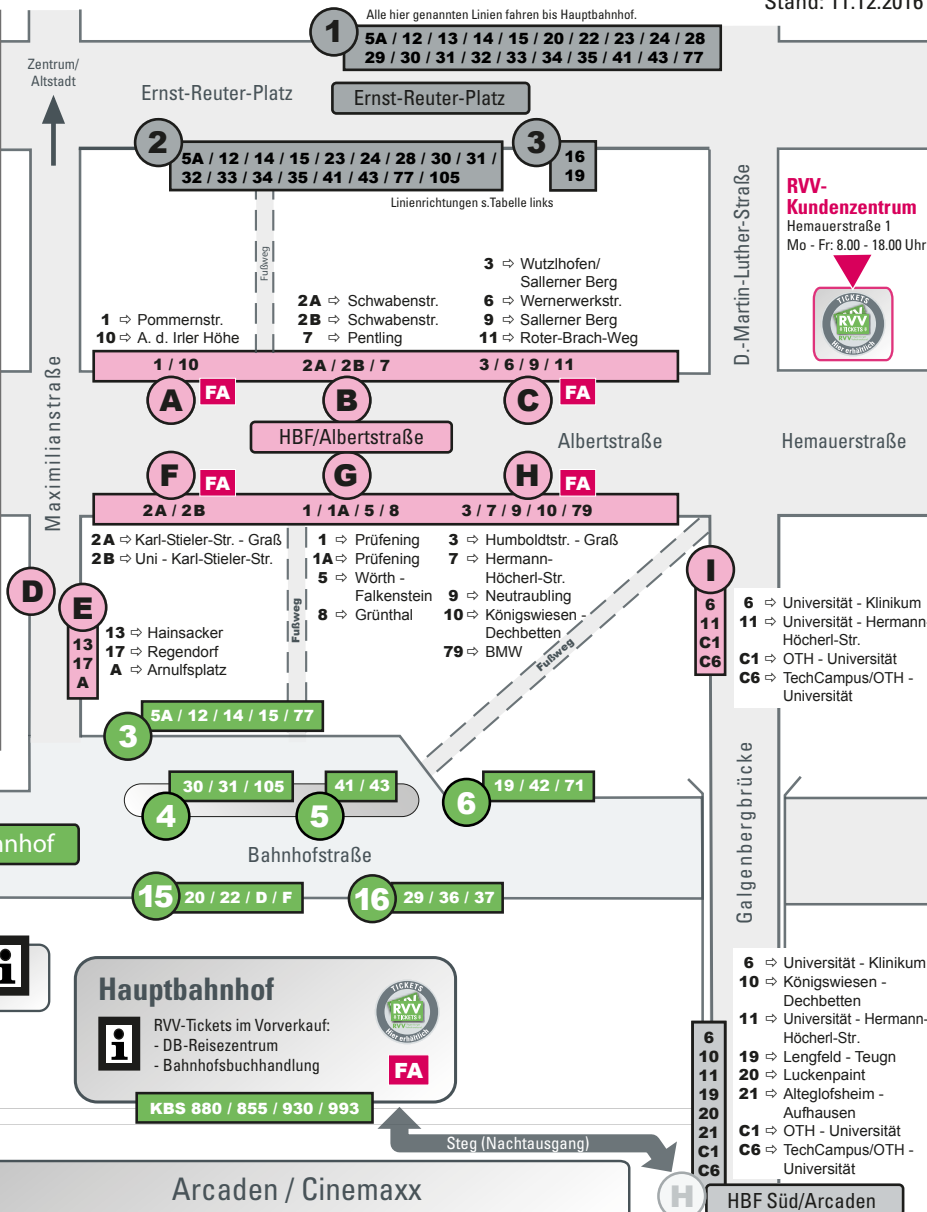 Stand: 11.12.2016
Alle hier genannten Linien fahren bis Hauptbahnhof.
1
5A / 12 / 13 / 14 / 15 / 20 / 22 / 23 / 24 / 28
29 / 30 / 31 / 32 / 33 / 34 / 35 / 41 / 43 / 77
Zentrum/
Altstadt
Ernst-Reuter-Platz
Ernst-Reuter-Platz
2
5A / 12 / 14 / 15 / 23 / 24 / 28 / 30 / 31 /
32 / 33 / 34 / 35 / 41 / 43 / 77 / 105
3
16
19
Linienrichtungen s.Tabelle links
D.-Martin-Luther-Straße
RVV-
Kundenzentrum
Hemauerstraße 1
Mo - Fr: 8.00 - 18.00 Uhr
TICKETS
RVV
TICKETS
RVV
Hier erhältlich
Fußweg
1 ⇨ Pommernstr.
10 ⇨ A. d. Irler Höhe
2A ⇨ Schwabenstr.
2B ⇨ Schwabenstr.
7 ⇨ Pentling
3 ⇨ Wutzlhofen/
Sallerner Berg
6 ⇨ Wernerwerkstr.
9 ⇨ Sallerner Berg
11 ⇨ Roter-Brach-Weg
1 / 10
2A / 2B / 7
3 / 6 / 9 / 11
A
FA
B
C
FA
Maximilianstraße
HBF/Albertstraße
Albertstraße
Hemauerstraße
F
FA
G
H
FA
2A / 2B
1 / 1A / 5 / 8
3 / 7 / 9 / 10 / 79
2A ⇨ Karl-Stieler-Str. - Graß
2B ⇨ Uni - Karl-Stieler-Str.
1 ⇨ Prüfening
1A ⇨ Prüfening
5 ⇨ Wörth -
Falkenstein
8 ⇨ Grünthal
3 ⇨ Humboldtstr. - Graß
7 ⇨ Hermann-
Höcherl-Str.
9 ⇨ Neutraubling
10 ⇨ Königswiesen -
Dechbetten
79 ⇨ BMW
Fußweg
Fußweg
D
E
13
17
A
13 ⇨ Hainsacker
17 ⇨ Regendorf
A ⇨ Arnulfsplatz
I
6
11
C1
C6
6 ⇨ Universität - Klinikum
11 ⇨ Universität - Hermann-
Höcherl-Str.
C1 ⇨ OTH - Universität
C6 ⇨ TechCampus/OTH -
Universität
3
5A / 12 / 14 / 15 / 77
4
30 / 31 / 105
5
41 / 43
6
19 / 42 / 71
nhof
Bahnhofstraße
Galgenbergbrücke
15
20 / 22 / D / F
16
29 / 36 / 37
i
Hauptbahnhof
i
RVV-Tickets im Vorverkauf:
- DB-Reisezentrum
- Bahnhofsbuchhandlung
TICKETS
RVV
TICKETS
RVV
Hier erhältlich
FA
KBS 880 / 855 / 930 / 993
Steg (Nachtausgang)
6
10
11
19
20
21
C1
C6
6 ⇨ Universität - Klinikum
10 ⇨ Königswiesen -
Dechbetten
11 ⇨ Universität - Hermann-
Höcherl-Str.
19 ⇨ Lengfeld - Teugn
20 ⇨ Luckenpaint
21 ⇨ Alteglofsheim -
Aufhausen
C1 ⇨ OTH - Universität
C6 ⇨ TechCampus/OTH -
Universität
Arcaden / Cinemaxx
H
HBF Süd/Arcaden